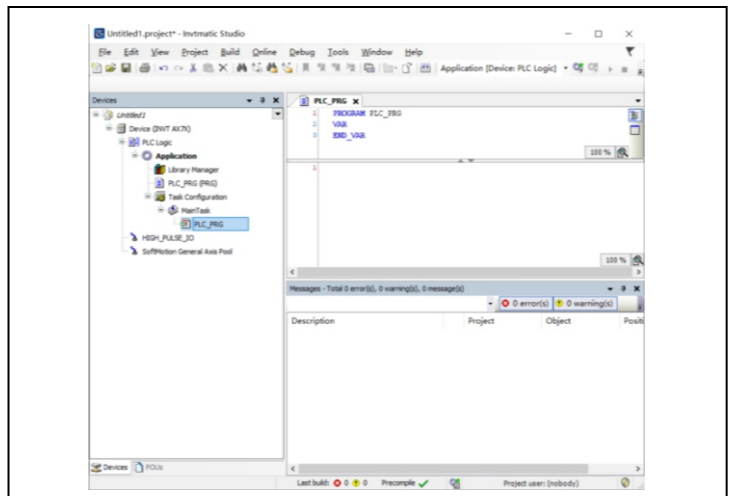 Untitled1.project* - Invtmatic Studio
File Edit View Project Build Online Debug Tools Window Help
Application [Device: PLC Logic]
Devices
Untitled1
Device (INVT AX7X)
PLC Logic
Application
Library Manager
PLC_PRG (PRG)
Task Configuration
MainTask
PLC_PRG
HIGH_PULSE_IO
SoftMotion General Axis Pool
Devices POUs
PLC_PRG
1 PROGRAM PLC_PRG
2 VAR
3 END_VAR
100 %
1
100 %
Messages - Total 0 error(s), 0 warning(s), 0 message(s)
0 error(s) 0 warning(s)
Description Project Object Positi
Last build: 0 0 Precompile Project user: (nobody)